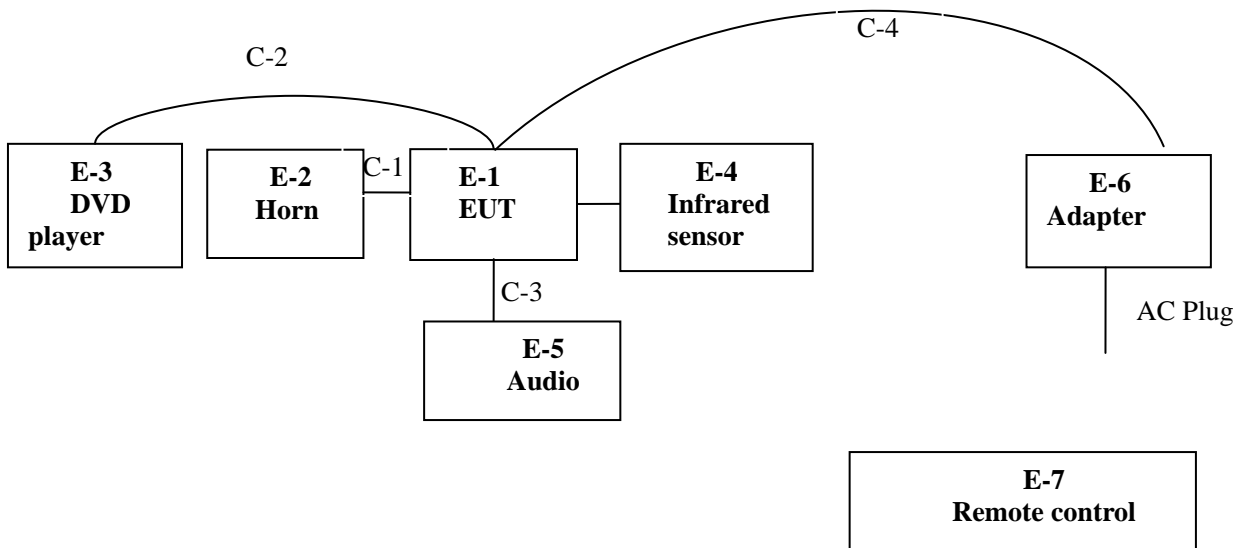 C-4
C-2
E-3
DVD
player
E-2
Horn
C-1
E-1
EUT
E-4
Infrared
sensor
E-6
Adapter
C-3
AC Plug
E-5
Audio
E-7
Remote control